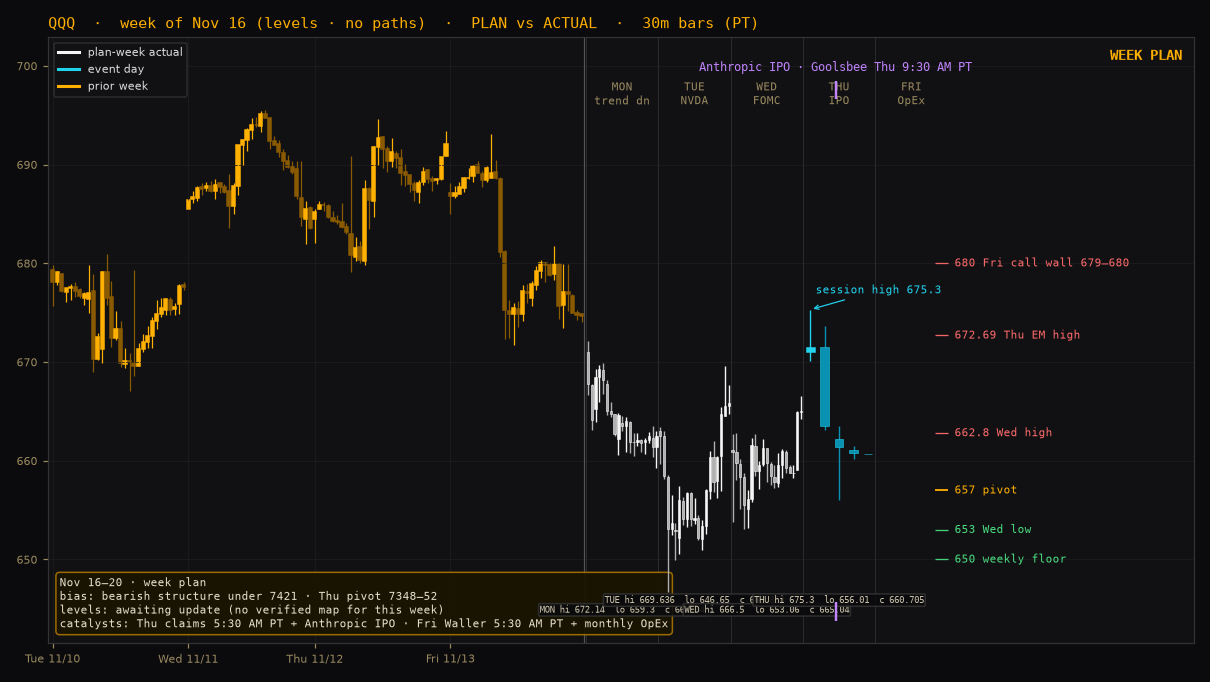 QQQ · week of Nov 16 (levels · no paths) · PLAN vs ACTUAL · 30m bars (PT)
plan-week actual
event day
prior week
WEEK PLAN
Anthropic IPO · Goolsbee Thu 9:30 AM PT
MON
trend dn
TUE
NVDA
WED
FOMC
THU
IPO
FRI
OpEx
700
690
680
670
660
650
session high 675.3
680 Fri call wall 679–680
672.69 Thu EM high
662.8 Wed high
657 pivot
653 Wed low
650 weekly floor
Nov 16–20 · week plan
bias: bearish structure under 7421 · Thu pivot 7348–52
levels: awaiting update (no verified map for this week)
catalysts: Thu claims 5:30 AM PT + Anthropic IPO · Fri Waller 5:30 AM PT + monthly OpEx
TUE hi 669.636 lo 646.65 c
THU hi 675.3 lo 656.01 c 660.705
MON hi 672.14 lo 659.3 c
WED hi 666.5 lo 653.06 c 665.04
Tue 11/10
Wed 11/11
Thu 11/12
Fri 11/13